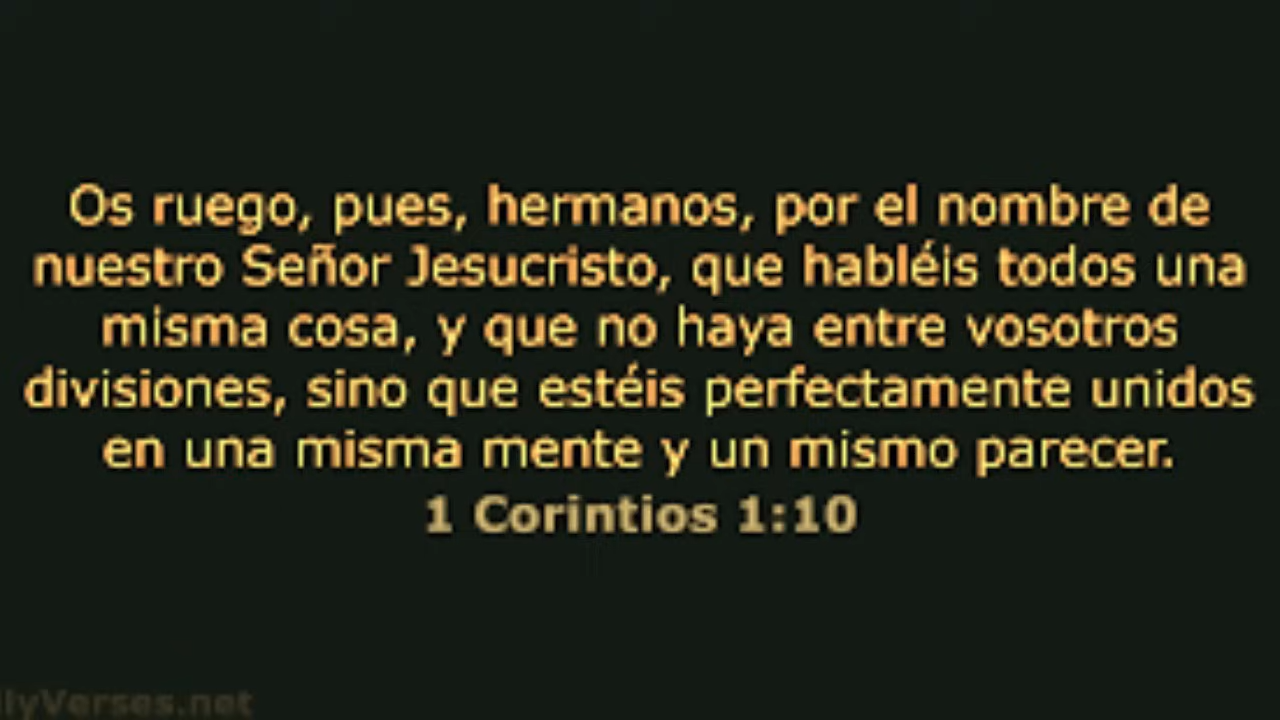 Os ruego, pues, hermanos, por el nombre de
nuestro Señor Jesucristo, que habléis todos una
misma cosa, y que no haya entre vosotros
divisiones, sino que estéis perfectamente unidos
en una misma mente y un mismo parecer.
1 Corintios 1:10
lyVerses.net